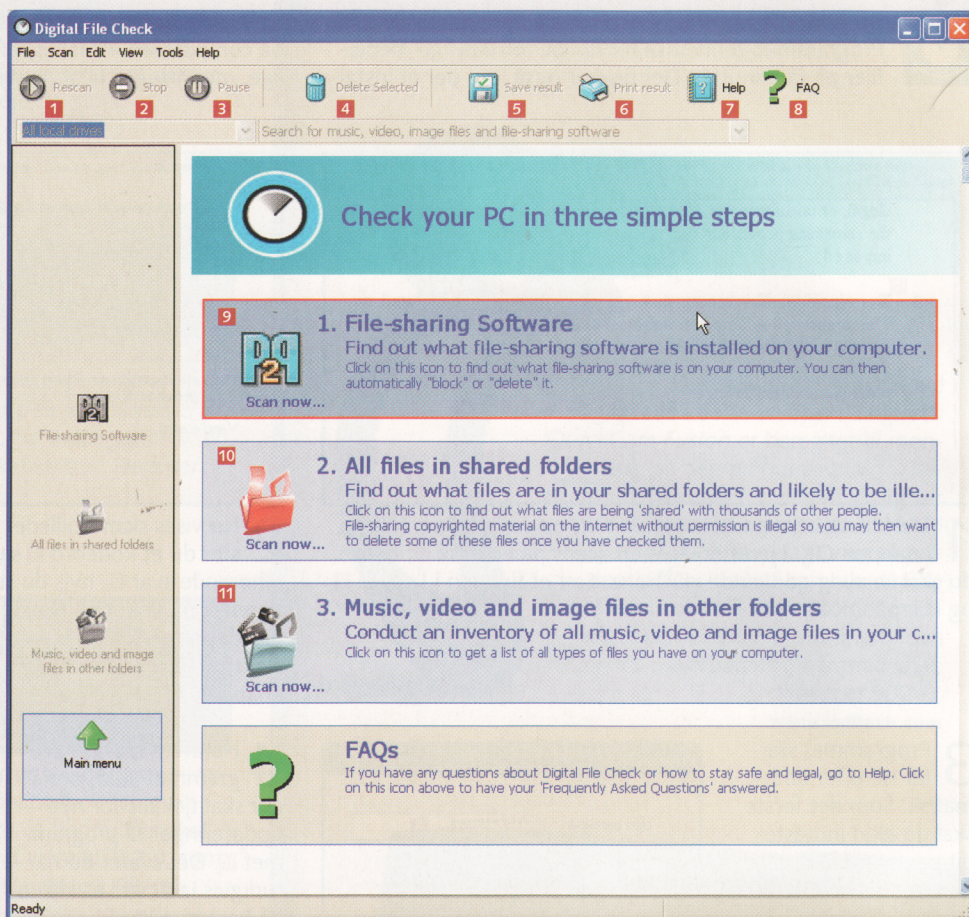 Digital File Check
File Scan Edit View Tools Help
Rescan Stop Pause Delete Selected Save result Print result Help FAQ
1 2 3 4 5 6 7 8
All local drives Search for music, video, image files and file-sharing software
Check your PC in three simple steps
9
1. File-sharing Software
Find out what file-sharing software is installed on your computer.
Click on this icon to find out what file-sharing software is on your computer. You can then
automatically "block" or "delete" it.
P2P
Scan now...
File-sharing Software
10
2. All files in shared folders
Find out what files are in your shared folders and likely to be ille...
Click on this icon to find out what files are being 'shared' with thousands of other people.
File-sharing copyrighted material on the internet without permission is illegal so you may then want
to delete some of these files once you have checked them.
Scan now...
All files in shared folders
11
3. Music, video and image files in other folders
Conduct an inventory of all music, video and image files in your c...
Click on this icon to get a list of all types of files you have on your computer.
Scan now...
Music, video and image
files in other folders
Main menu
FAQs
If you have any questions about Digital File Check or how to stay safe and legal, go to Help. Click
on this icon above to have your 'Frequently Asked Questions' answered.
Ready